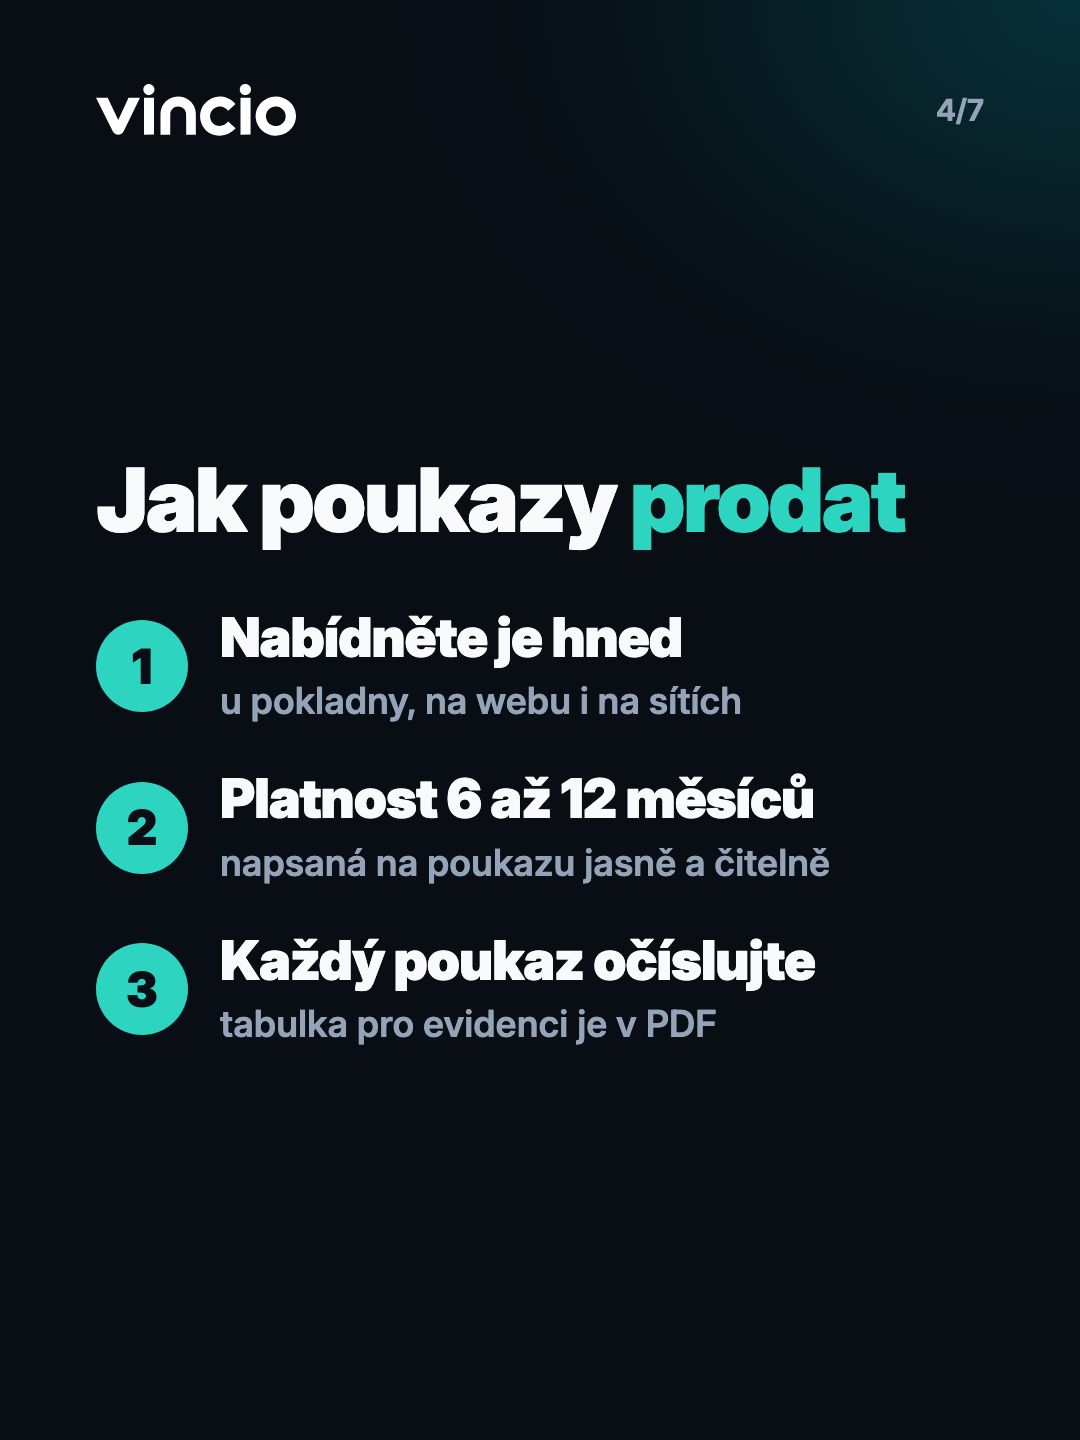 vincio
4/7
Jak poukazy prodat
1
Nabídněte je hned
u pokladny, na webu i na sítích
2
Platnost 6 až 12 měsíců
napsaná na poukazu jasně a čitelně
3
Každý poukaz očíslujte
tabulka pro evidenci je v PDF